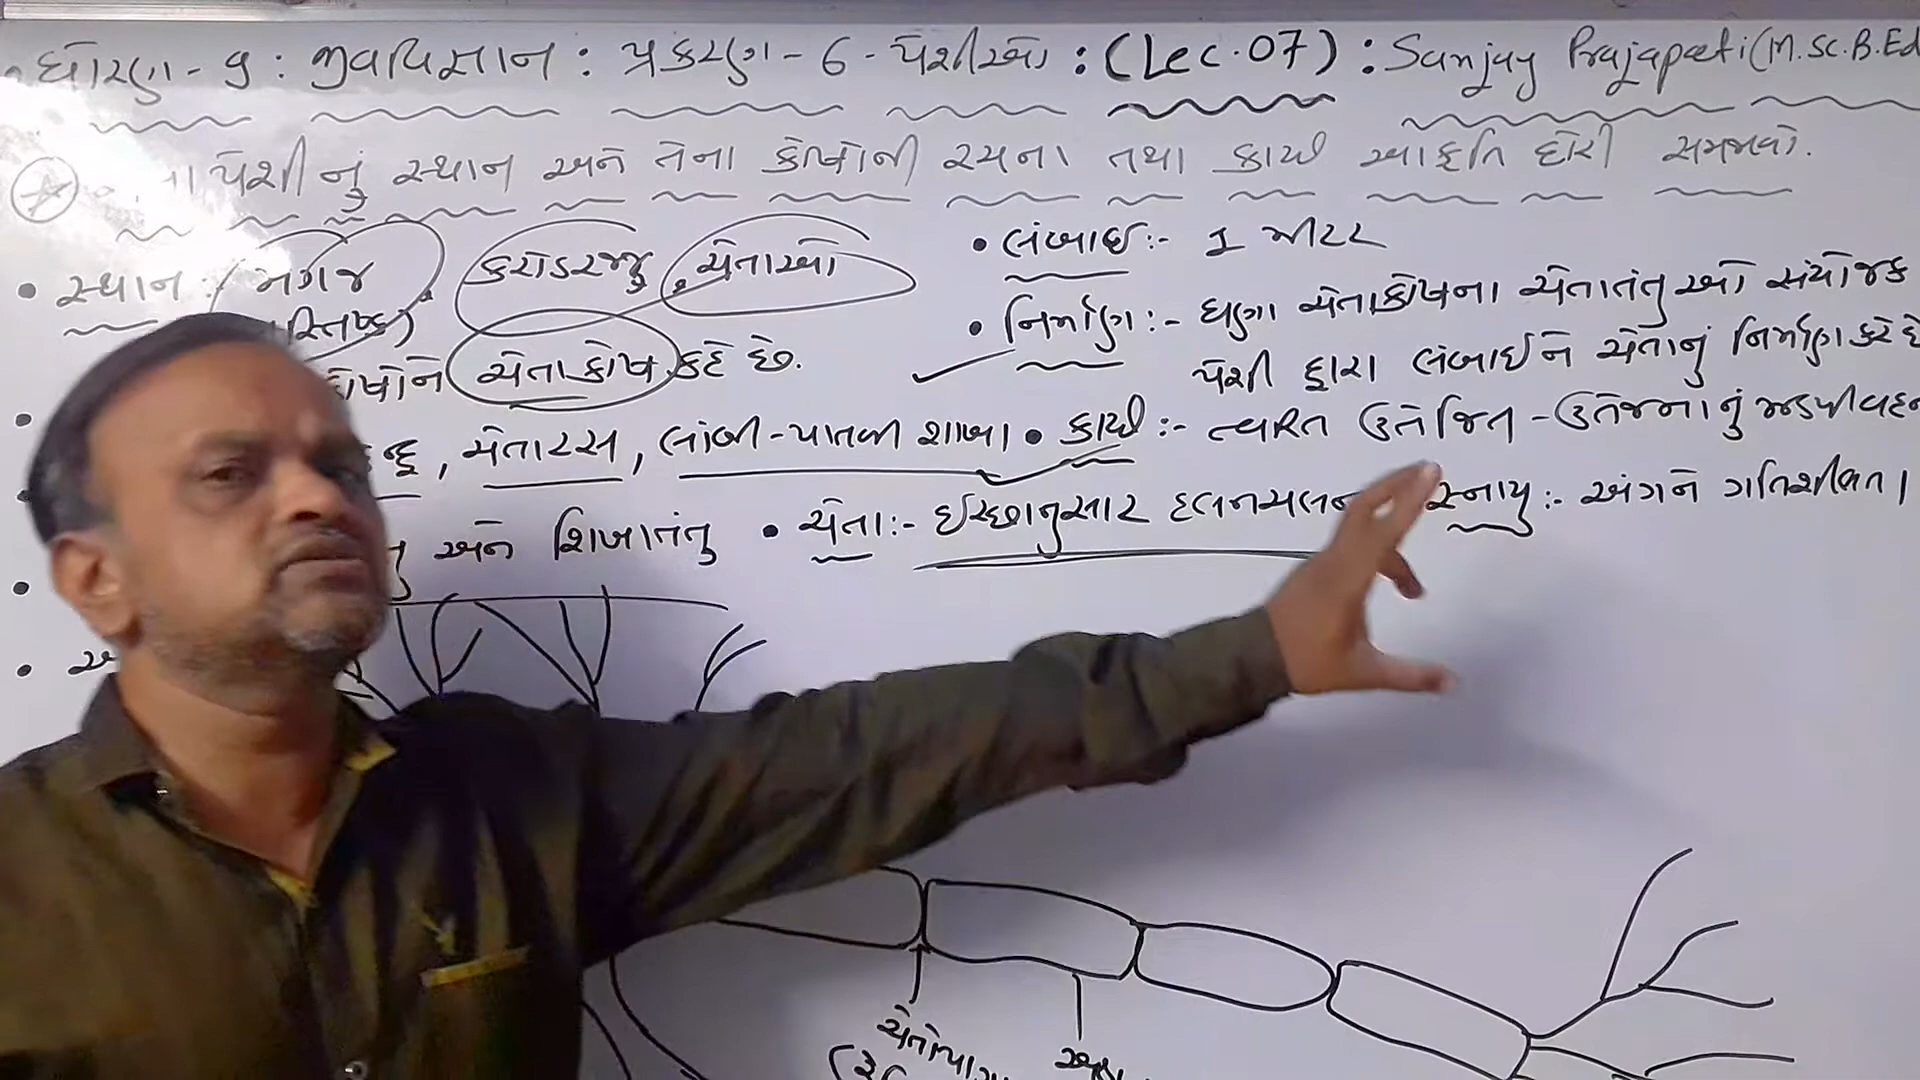 ધોરણ - 9 : જીવવિજ્ઞાન : પ્રકરણ - 6 - પેશીઓ : (Lec. 07) : Sanjay Prajapati (M.Sc. B.Ed
પેશીનું સ્થાન અને તેના કોષોની રચના તથા કાર્ય આકૃતિ દોરી સમજાવો.
• સ્થાન : મગજ કરોડરજ્જુ, ચેતાઓ
ચેતાકોષ કહે છે.
ચેતારસ, લાંબી - પાતળી શાખા
અને શિખાતંતુ
• લંબાઈ :- 1 મીટર
• નિર્માણ :- ઘણા ચેતાકોષના ચેતાતંતુઓ સંયોજક
પેશી દ્વારા લંબાઈને ચેતાનું નિર્માણ કરે છે
• કાર્ય :- ત્વરિત ઉત્તેજિત - ઉત્તેજનાનું ઝડપી વહન
• ચેતા :- ઈચ્છાનુસાર હલનચલન
સ્નાયુ :- અંગને ગતિશીલતા